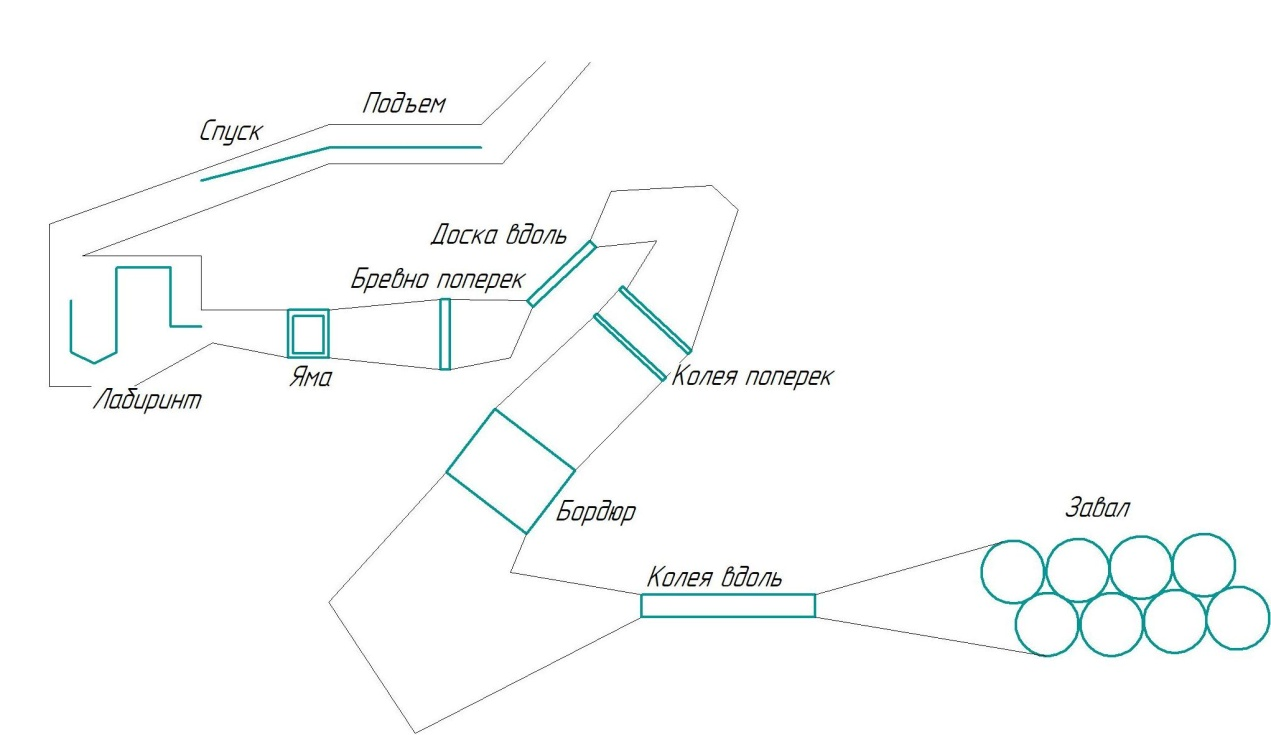 Подъем
Спуск
Доска вдоль
Бревно поперек
Яма
Колея поперек
Лабиринт
Завал
Бордюр
Колея вдоль